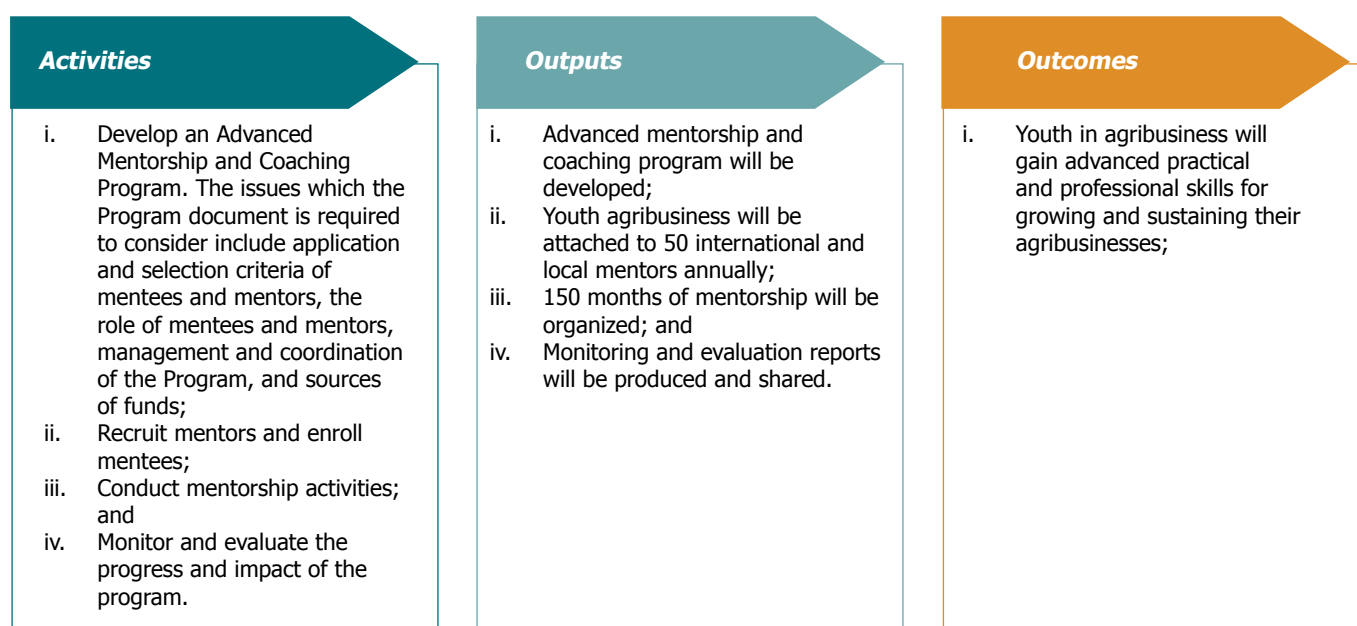 Activities
i. Develop an Advanced
Mentorship and Coaching
Program. The issues which the
Program document is required
to consider include application
and selection criteria of
mentees and mentors, the
role of mentees and mentors,
management and coordination
of the Program, and sources
of funds;
ii. Recruit mentors and enroll
mentees;
iii. Conduct mentorship activities;
and
iv. Monitor and evaluate the
progress and impact of the
program.
Outputs
i. Advanced mentorship and
coaching program will be
developed;
ii. Youth agribusiness will be
attached to 50 international and
local mentors annually;
iii. 150 months of mentorship will be
organized; and
iv. Monitoring and evaluation reports
will be produced and shared.
Outcomes
i. Youth in agribusiness will
gain advanced practical
and professional skills for
growing and sustaining their
agribusinesses;